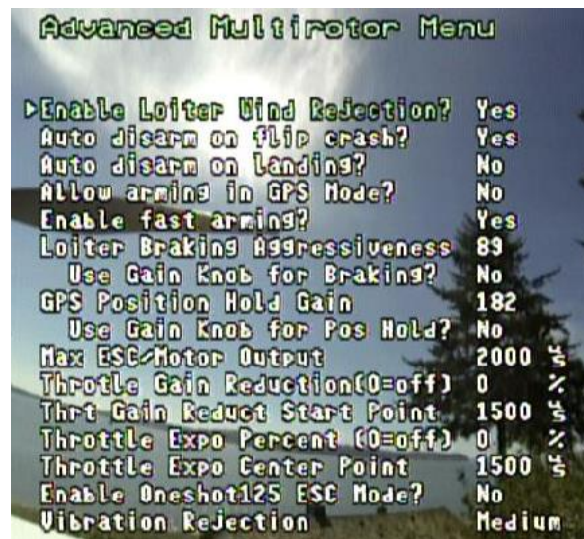 Advanced Multirotor Menu
▶Enable Loiter Wind Rejection? Yes
Auto disarm on flip crash? Yes
Auto disarm on landing? No
Allow arming in GPS Mode? No
Enable fast arming? Yes
Loiter Braking Aggressiveness 89
Use Gain Knob for Braking? No
GPS Position Hold Gain 182
Use Gain Knob for Pos Hold? No
Max ESC/Motor Output 2000 µs
Throtle Gain Reduction(0=off) 0 %
Thrt Gain Reduct Start Point 1500 µs
Throttle Expo Percent (0=off) 0 %
Throttle Expo Center Point 1500 µs
Enable Oneshot125 ESC Mode? No
Vibration Rejection Medium